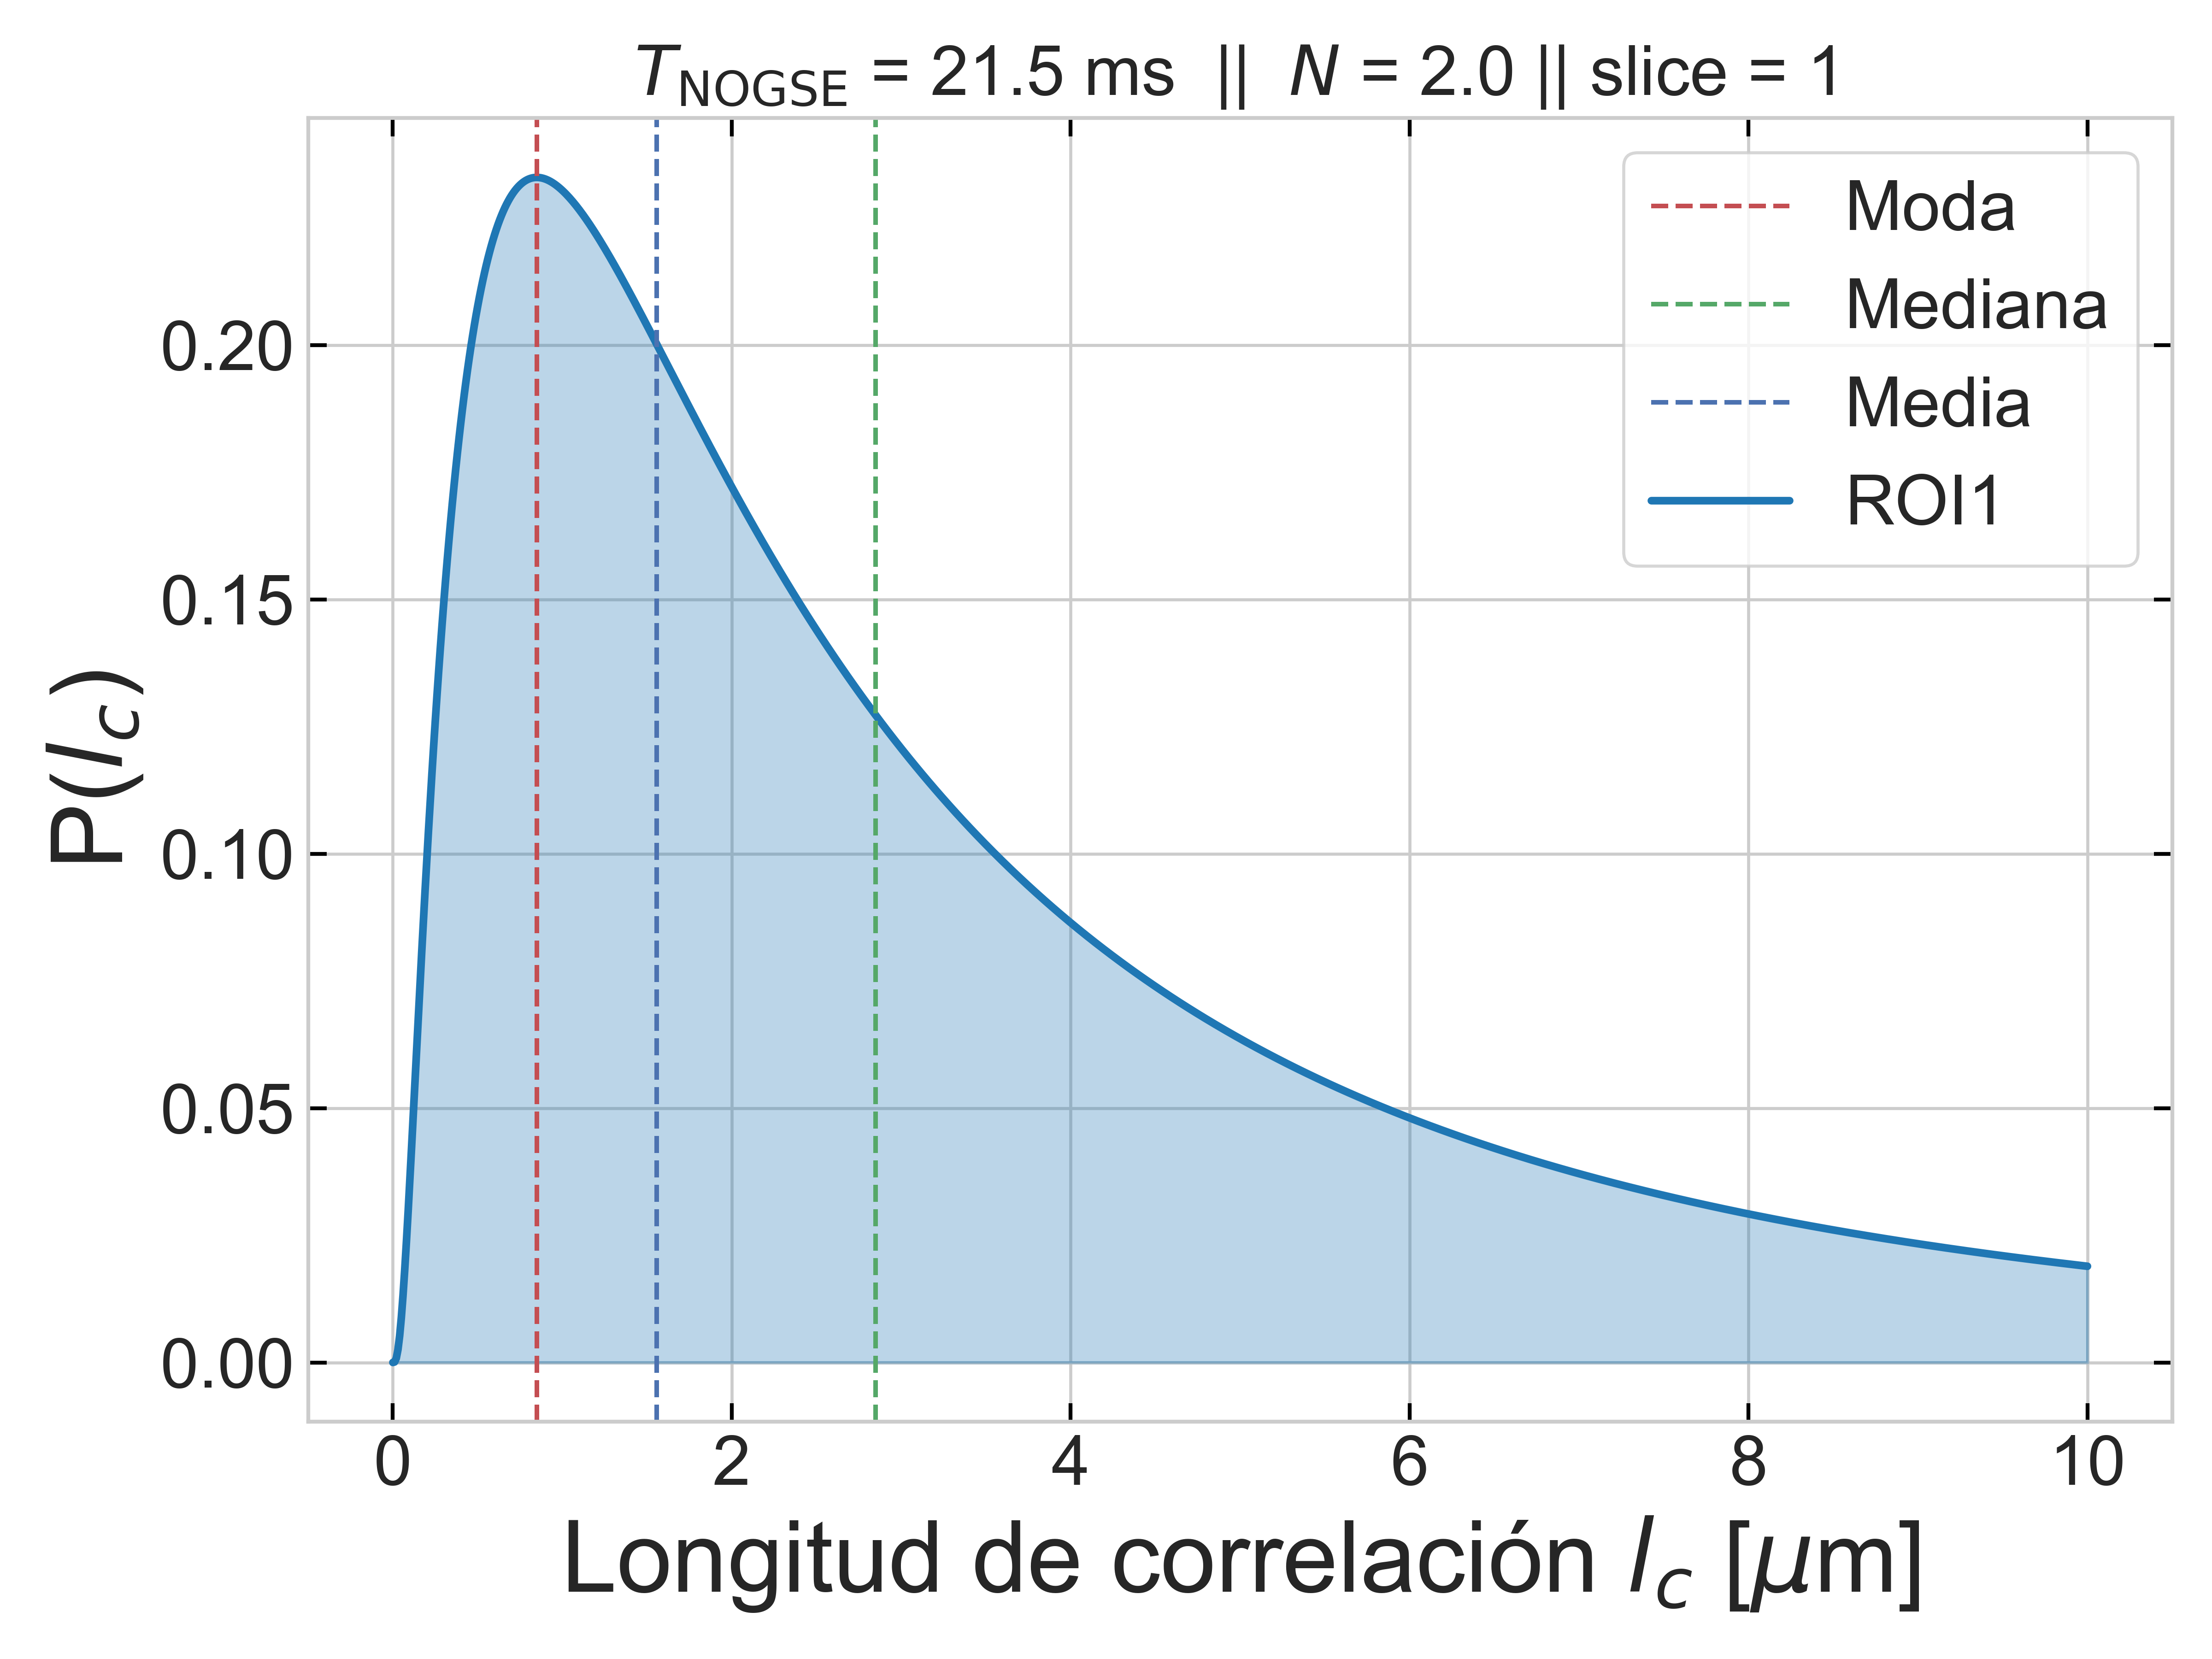 T_NOGSE = 21.5 ms || N = 2.0 || slice = 1
Moda
Mediana
Media
ROI1
P(l_c)
0.20
0.15
0.10
0.05
0.00
0 2 4 6 8 10
Longitud de correlación l_c [μm]